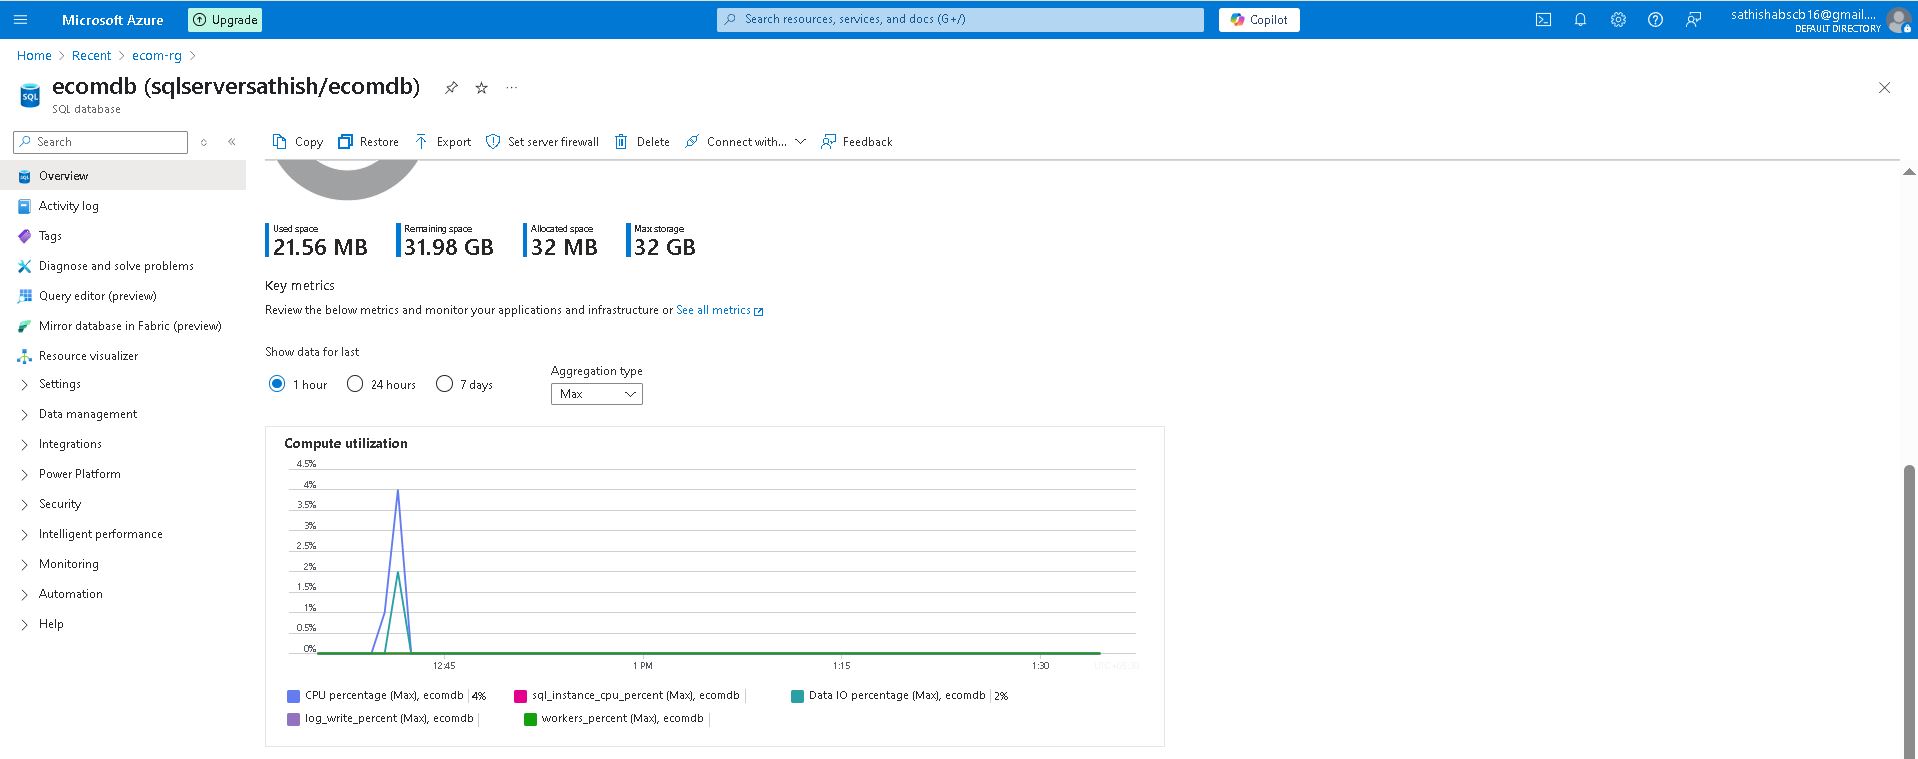 Microsoft Azure
Upgrade
Search resources, services, and docs (G+/)
Copilot
sathishabscb16@gmail....
DEFAULT DIRECTORY
Home > Recent > ecom-rg >
ecomdb (sqlserversathish/ecomdb)
SQL database
Search
Copy
Restore
Export
Set server firewall
Delete
Connect with...
Feedback
Overview
Activity log
Tags
Diagnose and solve problems
Query editor (preview)
Mirror database in Fabric (preview)
Resource visualizer
Settings
Data management
Integrations
Power Platform
Security
Intelligent performance
Monitoring
Automation
Help
Used space
21.56 MB
Remaining space
31.98 GB
Allocated space
32 MB
Max storage
32 GB
Key metrics
Review the below metrics and monitor your applications and infrastructure or See all metrics
Show data for last
1 hour
24 hours
7 days
Aggregation type
Max
Compute utilization
4.5%
4%
3.5%
3%
2.5%
2%
1.5%
1%
0.5%
0%
12:45
1 PM
1:15
1:30
UTC+05:30
CPU percentage (Max), ecomdb | 4%
sql_instance_cpu_percent (Max), ecomdb
Data IO percentage (Max), ecomdb | 2%
log_write_percent (Max), ecomdb
workers_percent (Max), ecomdb